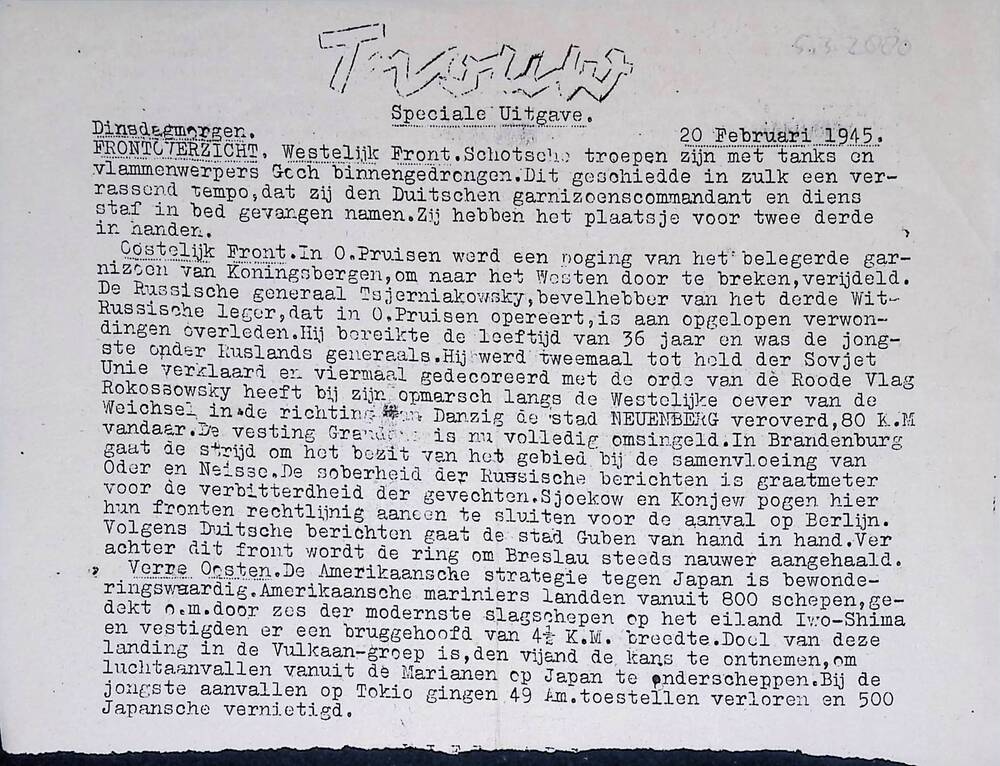 Trouw
Speciale Uitgave.
Dinsdagmorgen. 20 Februari 1945.
FRONTOVERZICHT. Westelijk Front.Schotsche troepen zijn met tanks en
vlammenwerpers Goch binnengedrongen.Dit geschiedde in zulk een ver-
rassend tempo,dat zij den Duitschen garnizoenscommandant en diens
staf in bed gevangen namen.Zij hebben het plaatsje voor twee derde
in handen.
Oostelijk Front.In O.Pruisen werd een poging van het belegerde gar-
nizoen van Koningsbergen,om naar het Westen door te breken,verijdeld.
De Russische generaal Tsjerniakowsky,bevelhebber van het derde Wit-
Russische leger,dat in O.Pruisen opereert,is aan opgelopen verwon-
dingen overleden.Hij bereikte de leeftijd van 36 jaar en was de jong-
ste onder Ruslands generaals.Hij werd tweemaal tot held der Sovjet
Unie verklaard en viermaal gedecoreerd met de orde van de Roode Vlag
Rokossowsky heeft bij zijn opmarsch langs de Westelijke oever van de
Weichsel in de richting van Danzig de stad NEUENBERG veroverd,80 K.M
vandaar.De vesting is nu volledig omsingeld.In Brandenburg
gaat de strijd om het bezit van het gebied bij de samenvloeing van
Oder en Neisse.De soberheid der Russische berichten is graatmeter
voor de verbitterdheid der gevechten.Sjoekow en Konjew pogen hier
hun fronten rechtlijnig aaneen te sluiten voor de aanval op Berlijn.
Volgens Duitsche berichten gaat de stad Guben van hand in hand.Ver
achter dit front wordt de ring om Breslau steeds nauwer aangehaald.
Verre Oosten.De Amerikaansche strategie tegen Japan is bewonde-
ringswaardig.Amerikaansche mariniers landden vanuit 800 schepen,ge-
dekt o.m.door zes der modernste slagschepen op het eiland Iwo-Shima
en vestigden er een bruggehoofd van 4½ K.M. breedte.Doel van deze
landing in de Vulkaan-groep is,den vijand de kans te ontnemen,om
luchtaanvallen vanuit de Marianen op Japan te onderscheppen.Bij de
jongste aanvallen op Tokio gingen 49 Am.toestellen verloren en 500
Japansche vernietigd.